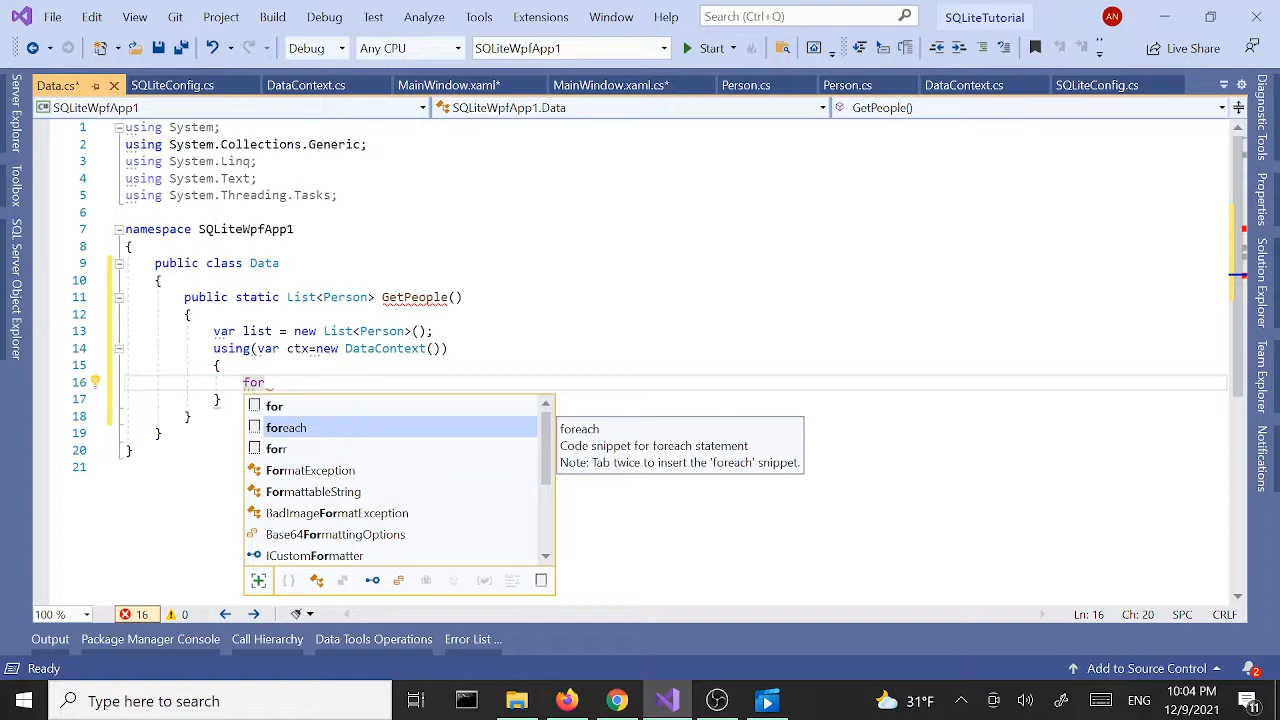 File Edit View Git Project Build Debug Test Analyze Tools Extensions Window Help Search (Ctrl+Q) SQLiteTutorial AN
Debug Any CPU SQLiteWpfApp1 Start Live Share
Data.cs* SQLiteConfig.cs DataContext.cs MainWindow.xaml* MainWindow.xaml.cs* Person.cs Person.cs DataContext.cs SQLiteConfig.cs
SQLiteWpfApp1 SQLiteWpfApp1.Data GetPeople()
Server Explorer
Toolbox
SQL Server Object Explorer
1 using System;
2 using System.Collections.Generic;
3 using System.Linq;
4 using System.Text;
5 using System.Threading.Tasks;
6
7 namespace SQLiteWpfApp1
8 {
9 public class Data
10 {
11 public static List<Person> GetPeople()
12 {
13 var list = new List<Person>();
14 using(var ctx=new DataContext())
15 {
16 for
17 }
18 }
19 }
20 }
21
for
foreach
forr
FormatException
FormattableString
BadImageFormatException
Base64FormattingOptions
ICustomFormatter
foreach
Code snippet for foreach statement
Note: Tab twice to insert the 'foreach' snippet.
Diagnostic Tools
Properties
Solution Explorer
Team Explorer
Notifications
100 % 16 0 Ln: 16 Ch: 20 SPC CRLF
Output Package Manager Console Call Hierarchy Data Tools Operations Error List ...
Ready Add to Source Control 2
Type here to search 31°F ENG 0:04 PM
12/9/2021 11